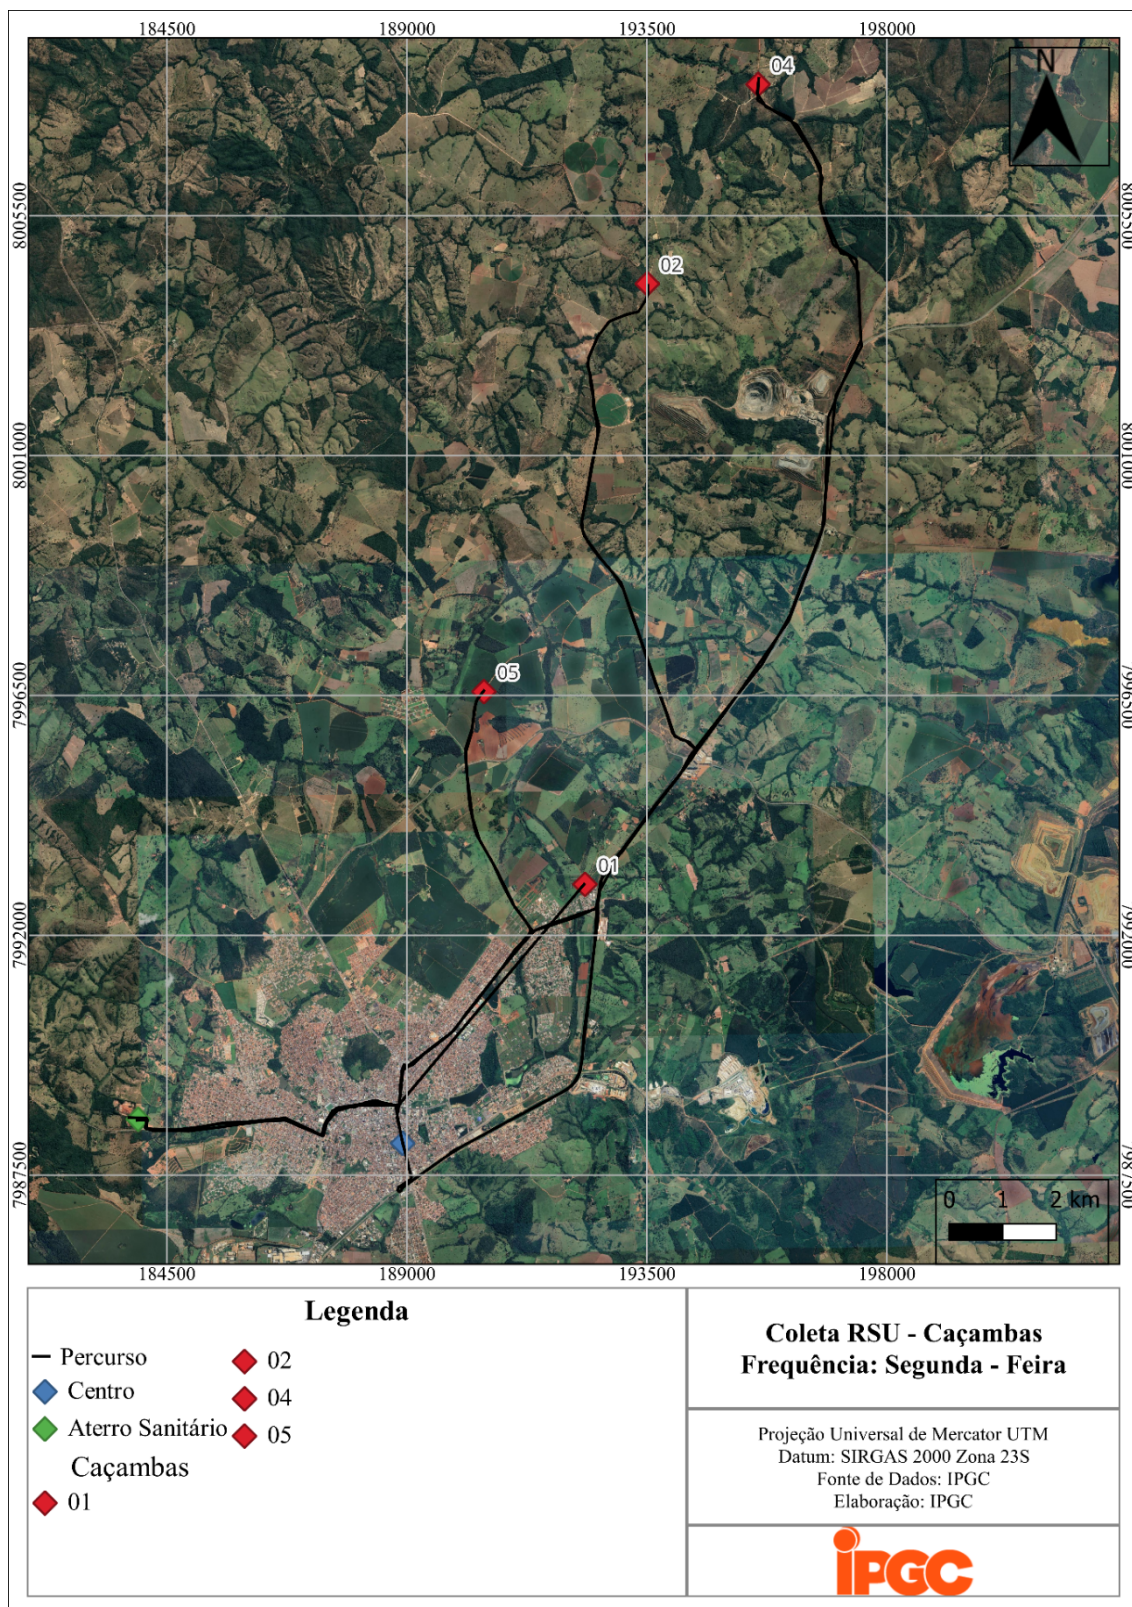 184500 189000 193500 198000
N
04
8005500 8005500
02
8001000 8001000
05
7996500 7996500
01
7992000 7992000
7987500 7987500
0 1 2 km
184500 189000 193500 198000
Legenda
Percurso
Centro
Aterro Sanitário
Caçambas
01
02
04
05
Coleta RSU - Caçambas
Frequência: Segunda - Feira
Projeção Universal de Mercator UTM
Datum: SIRGAS 2000 Zona 23S
Fonte de Dados: IPGC
Elaboração: IPGC
iPGC